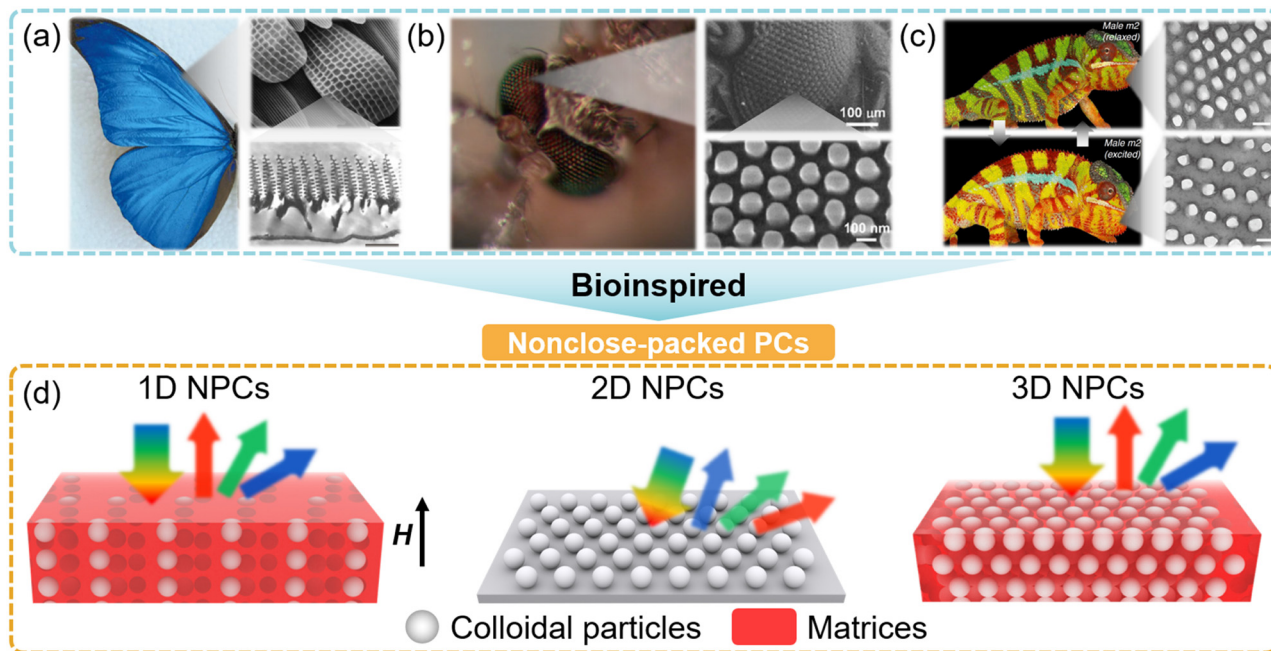 (a)
(b)
100 μm
100 nm
(c)
Male m2
(relaxed)
Male m2
(excited)
Bioinspired
Nonclose-packed PCs
(d)
1D NPCs
2D NPCs
3D NPCs
H
Colloidal particles
Matrices